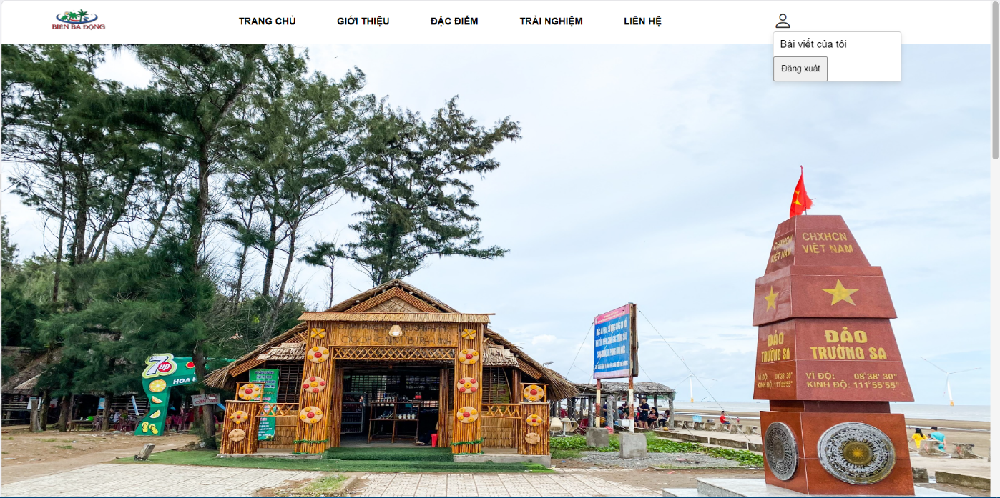 BIỂN BA ĐỘNG
TRANG CHỦ
GIỚI THIỆU
ĐẶC ĐIỂM
TRẢI NGHIỆM
LIÊN HỆ
Bài viết của tôi
Đăng xuất
CHXHCN
VIỆT NAM
CHXHCN
VIỆT NAM
ĐẢO
TRƯỜNG SA
VĨ ĐỘ: 08°38' 30"
KINH ĐỘ: 111°55'55"
ĐẢO
TRƯỜNG SA
VĨ ĐỘ: 08°38' 30"
KINH ĐỘ: 111°55'55"
7up
HOA